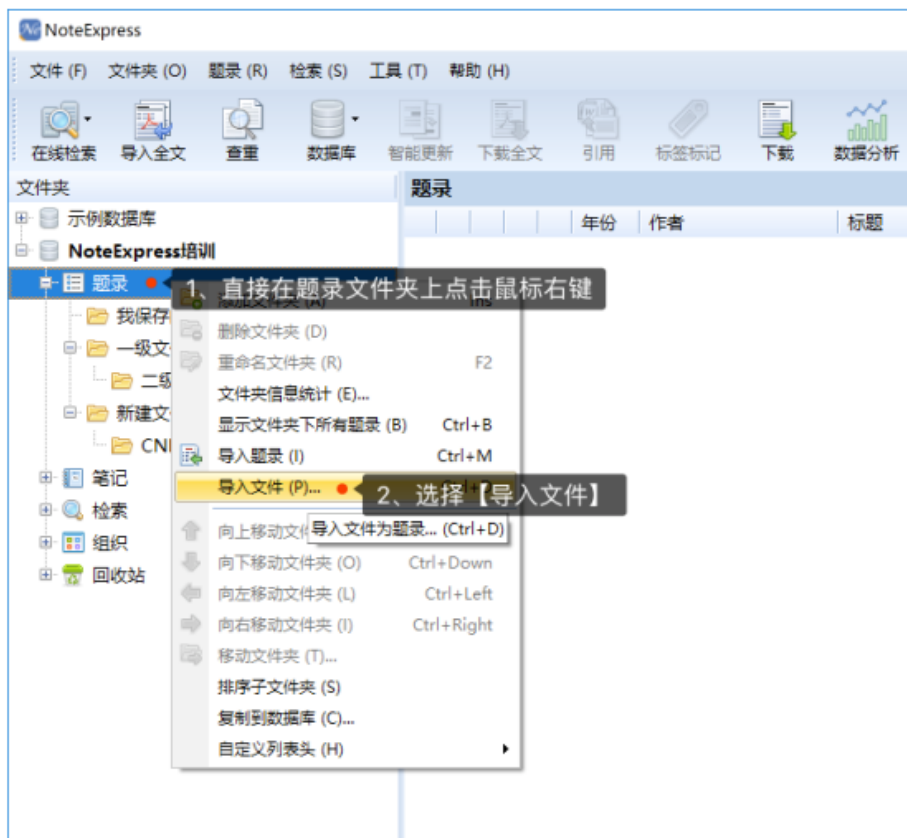 NoteExpress
文件 (F) 文件夹 (O) 题录 (R) 检索 (S) 工具 (T) 帮助 (H)
在线检索 导入全文 查重 数据库 智能更新 下载全文 引用 标签标记 下载 数据分析
文件夹 题录
年份 作者 标题
示例数据库
NoteExpress培训
题录
1、直接在题录文件夹上点击鼠标右键
我保存
删除文件夹 (D)
一级文
重命名文件夹 (R) F2
二级
文件夹信息统计 (E)...
新建文
显示文件夹下所有题录 (B) Ctrl+B
CN
导入题录 (I) Ctrl+M
笔记
导入文件 (P)...
2、选择【导入文件】
检索
向上移动文件
导入文件为题录... (Ctrl+D)
组织
向下移动文件夹 (O) Ctrl+Down
回收站
向左移动文件夹 (L) Ctrl+Left
向右移动文件夹 (I) Ctrl+Right
移动文件夹 (T)...
排序子文件夹 (S)
复制到数据库 (C)...
自定义列表头 (H)